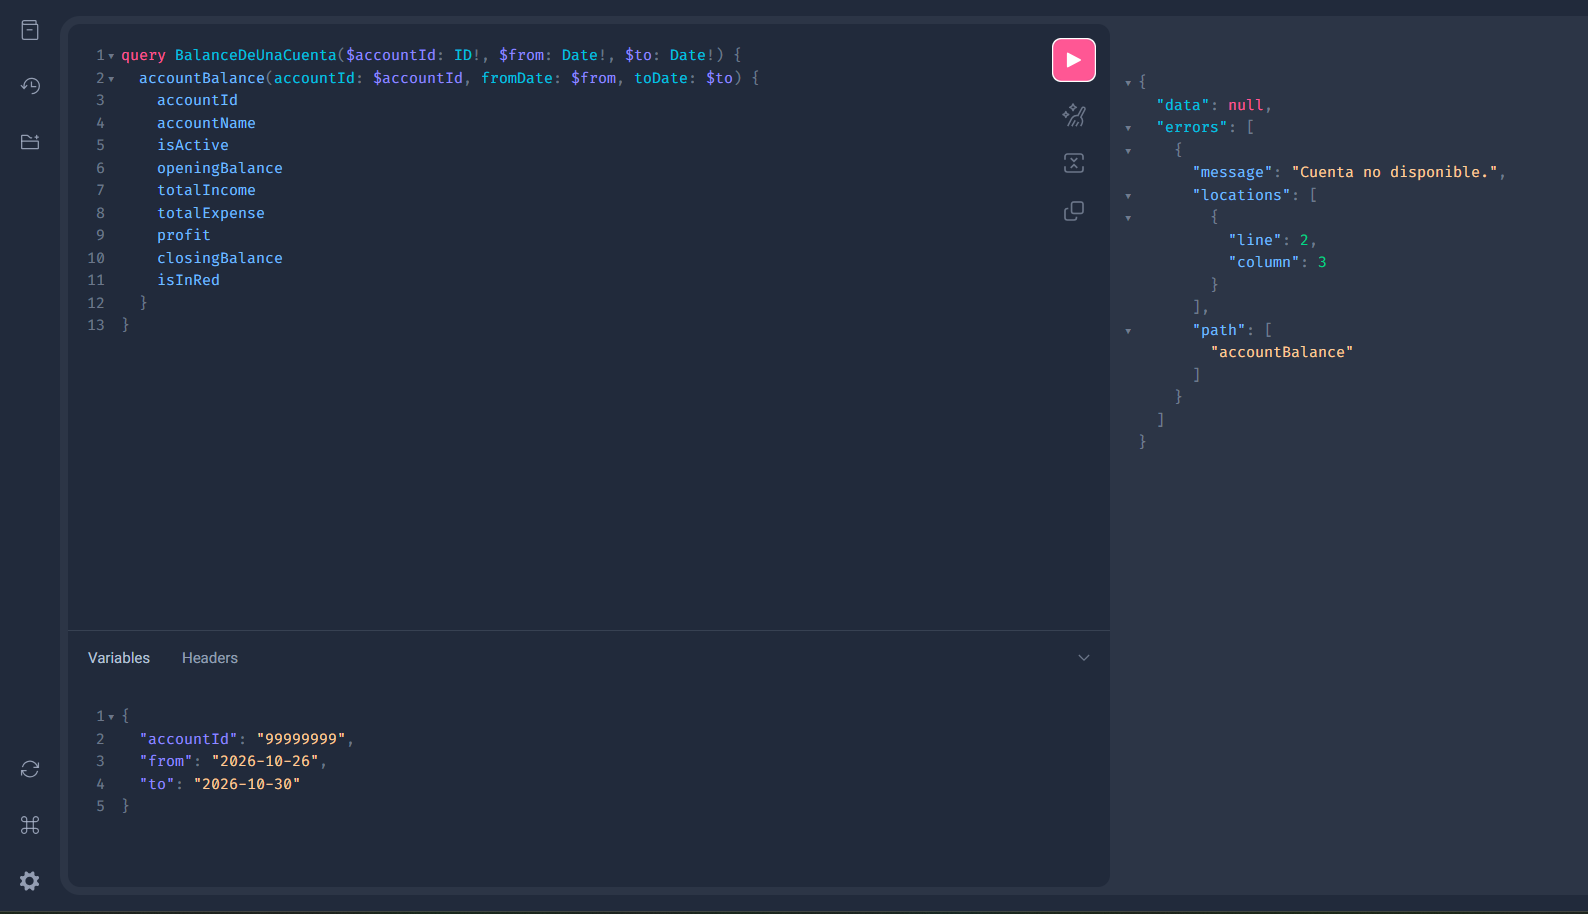 1 query BalanceDeUnaCuenta($accountId: ID!, $from: Date!, $to: Date!) {
2 accountBalance(accountId: $accountId, fromDate: $from, toDate: $to) {
3 accountId
4 accountName
5 isActive
6 openingBalance
7 totalIncome
8 totalExpense
9 profit
10 closingBalance
11 isInRed
12 }
13 }
Variables Headers
1 {
2 "accountId": "99999999",
3 "from": "2026-10-26",
4 "to": "2026-10-30"
5 }
{
"data": null,
"errors": [
{
"message": "Cuenta no disponible.",
"locations": [
{
"line": 2,
"column": 3
}
],
"path": [
"accountBalance"
]
}
]
}